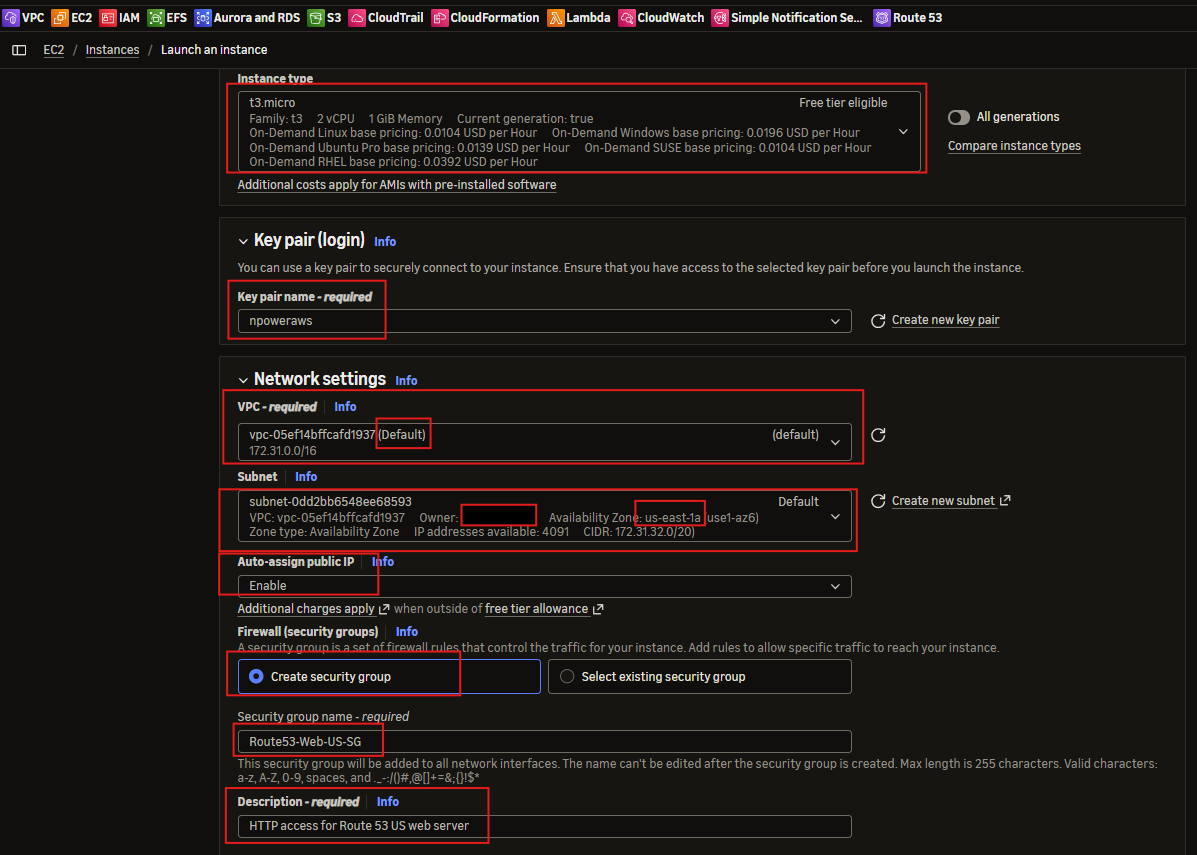 VPC EC2 IAM EFS Aurora and RDS S3 CloudTrail CloudFormation Lambda CloudWatch Simple Notification Se... Route 53
EC2 / Instances / Launch an instance
Instance type
t3.micro Free tier eligible
Family: t3 2 vCPU 1 GiB Memory Current generation: true
On-Demand Linux base pricing: 0.0104 USD per Hour On-Demand Windows base pricing: 0.0196 USD per Hour
On-Demand Ubuntu Pro base pricing: 0.0139 USD per Hour On-Demand SUSE base pricing: 0.0104 USD per Hour
On-Demand RHEL base pricing: 0.0392 USD per Hour
All generations
Compare instance types
Additional costs apply for AMIs with pre-installed software
Key pair (login) Info
You can use a key pair to securely connect to your instance. Ensure that you have access to the selected key pair before you launch the instance.
Key pair name - required
npoweraws
Create new key pair
Network settings Info
VPC - required Info
vpc-05ef14bffcafd1937 (Default) (default)
172.31.0.0/16
Subnet Info
subnet-0dd2bb6548ee68593 Default
VPC: vpc-05ef14bffcafd1937 Owner: Availability Zone: us-east-1a (use1-az6)
Zone type: Availability Zone IP addresses available: 4091 CIDR: 172.31.32.0/20)
Create new subnet
Auto-assign public IP Info
Enable
Additional charges apply when outside of free tier allowance
Firewall (security groups) Info
A security group is a set of firewall rules that control the traffic for your instance. Add rules to allow specific traffic to reach your instance.
Create security group Select existing security group
Security group name - required
Route53-Web-US-SG
This security group will be added to all network interfaces. The name can't be edited after the security group is created. Max length is 255 characters. Valid characters:
a-z, A-Z, 0-9, spaces, and ._-:/()#,@[]+=&;{}!$*
Description - required Info
HTTP access for Route 53 US web server